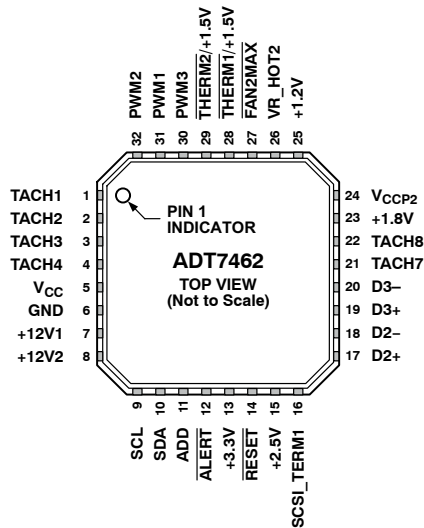 PWM2
PWM1
PWM3
THERM2/+1.5V
THERM1/+1.5V
FAN2MAX
VR_HOT2
+1.2V
32
31
30
29
28
27
26
25
TACH1 1
TACH2 2
TACH3 3
TACH4 4
VCC 5
GND 6
+12V1 7
+12V2 8
PIN 1
INDICATOR
ADT7462
TOP VIEW
(Not to Scale)
24 VCCP2
23 +1.8V
22 TACH8
21 TACH7
20 D3–
19 D3+
18 D2–
17 D2+
9
10
11
12
13
14
15
16
SCL
SDA
ADD
ALERT
+3.3V
RESET
+2.5V
SCSI_TERM1